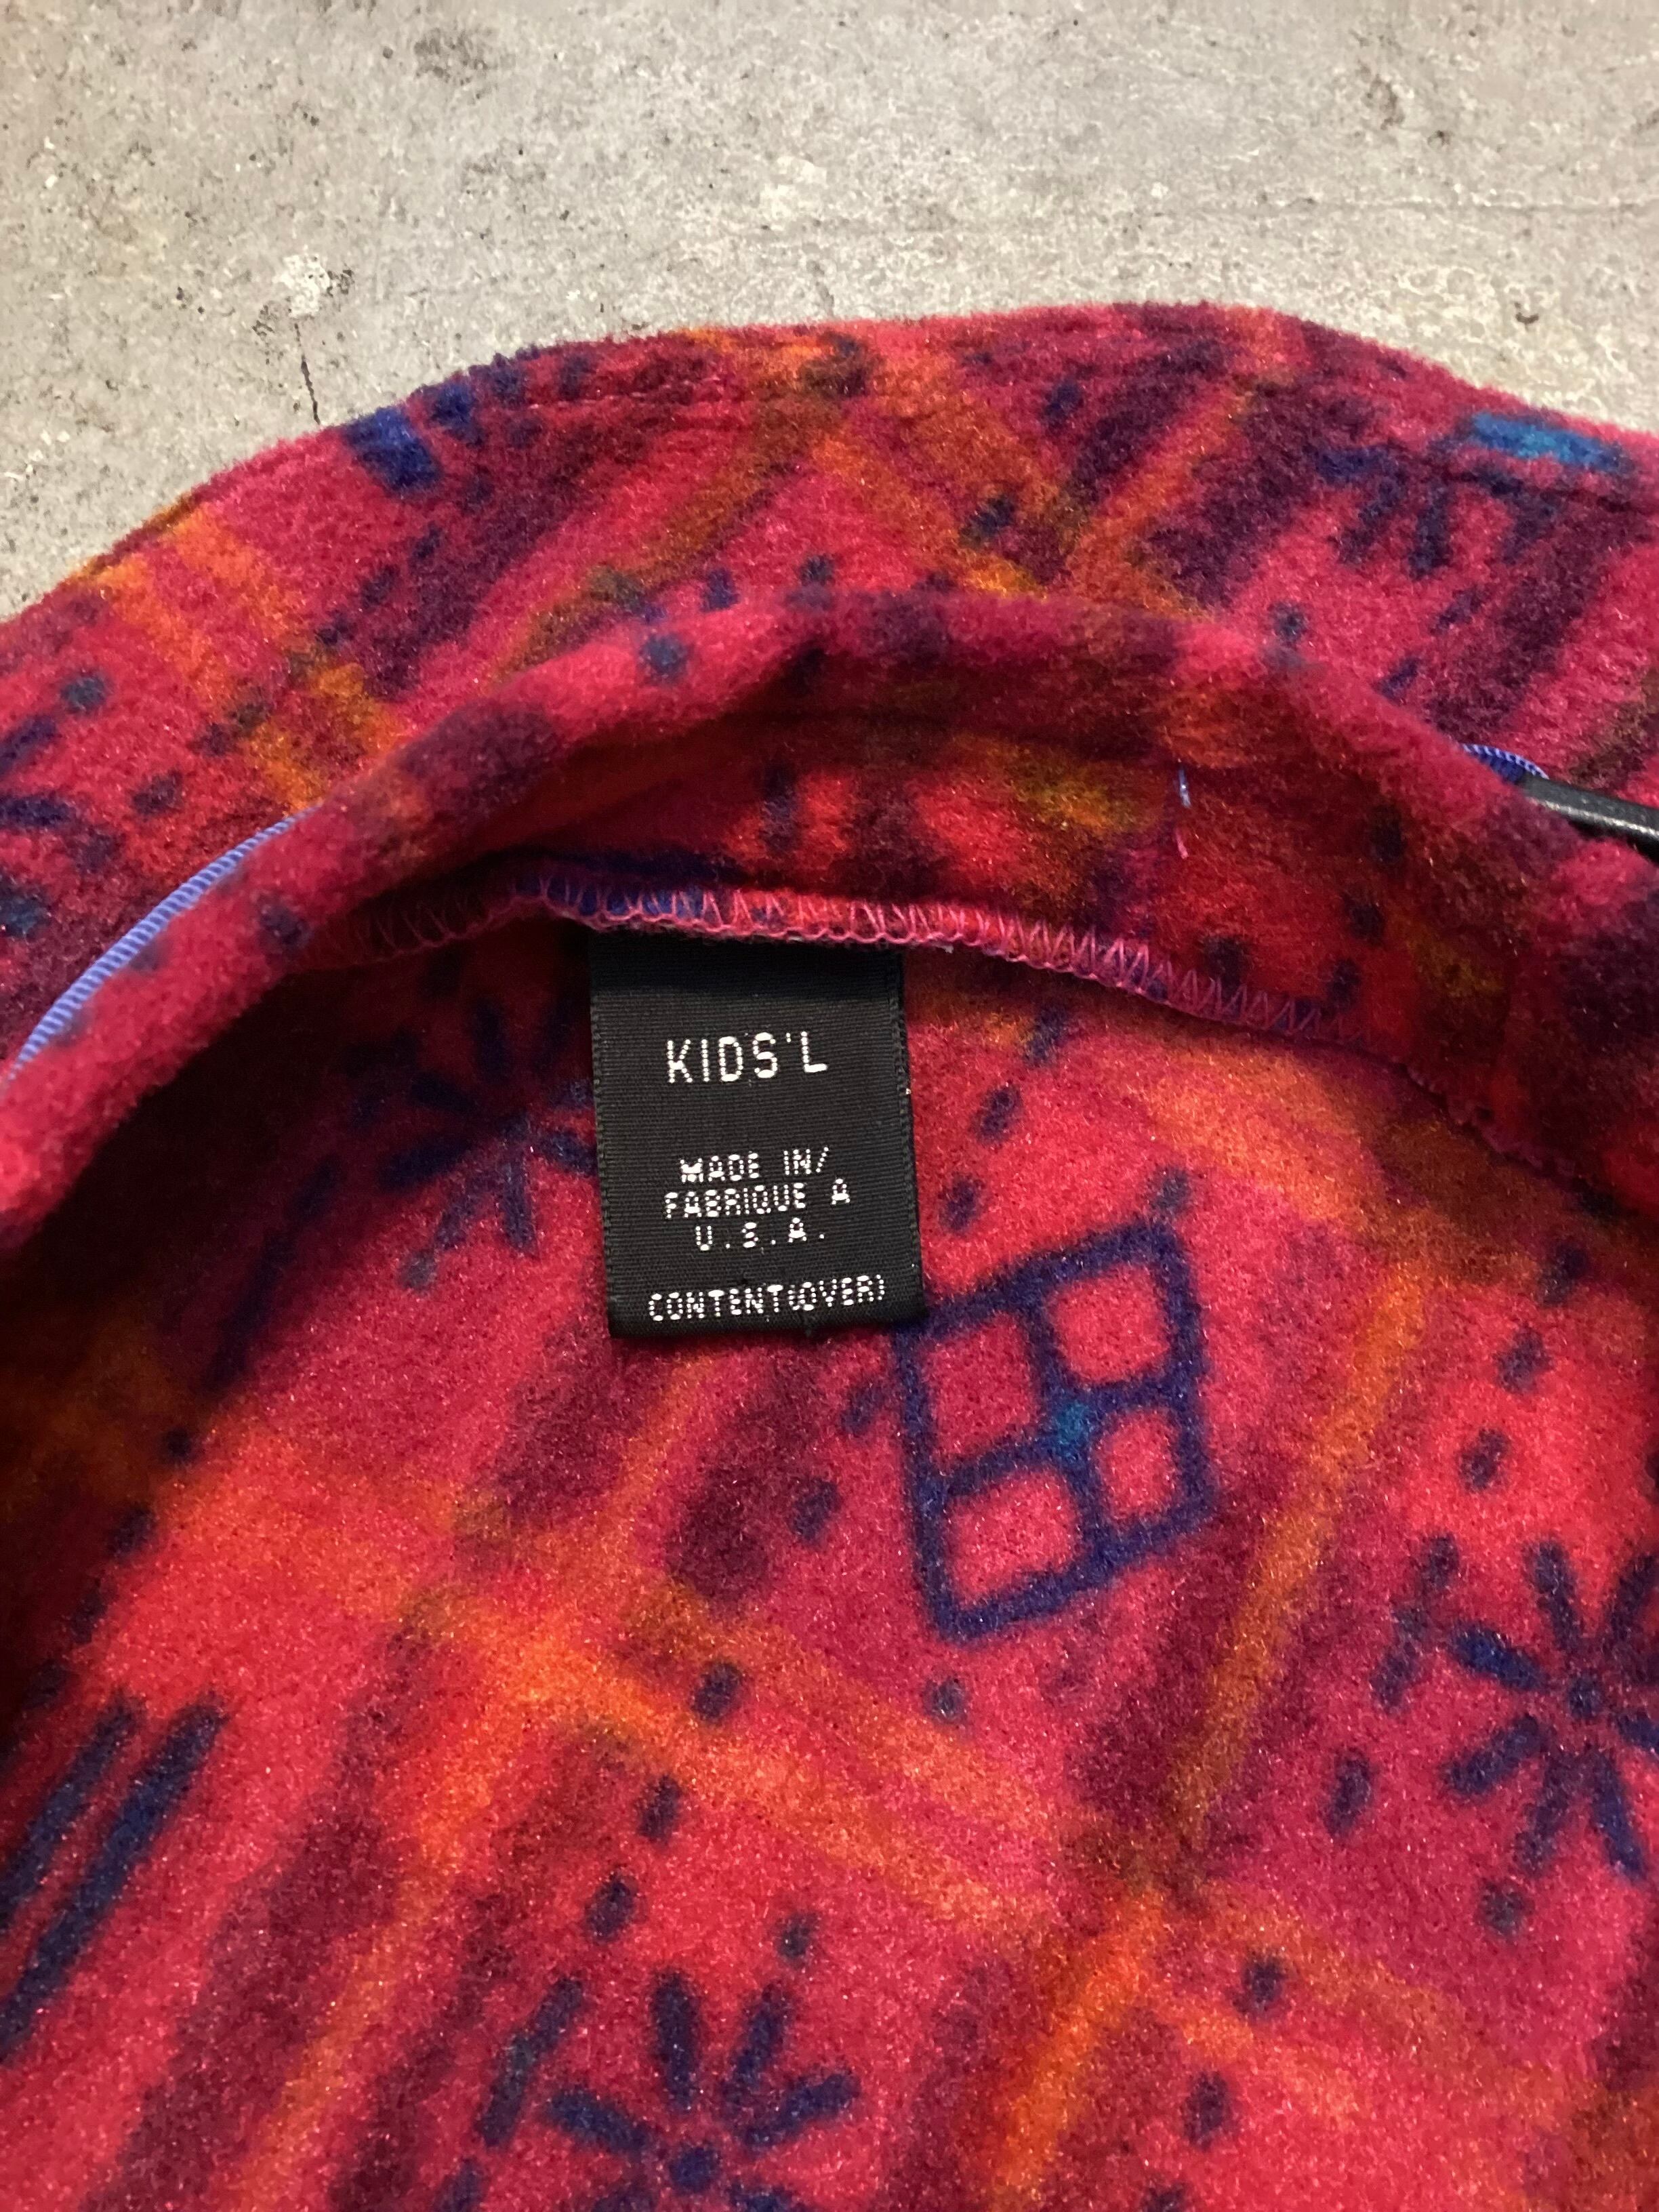 KIDS'L
MADE IN/
FABRIQUE A
U.S.A.
CONTENT(OVER)